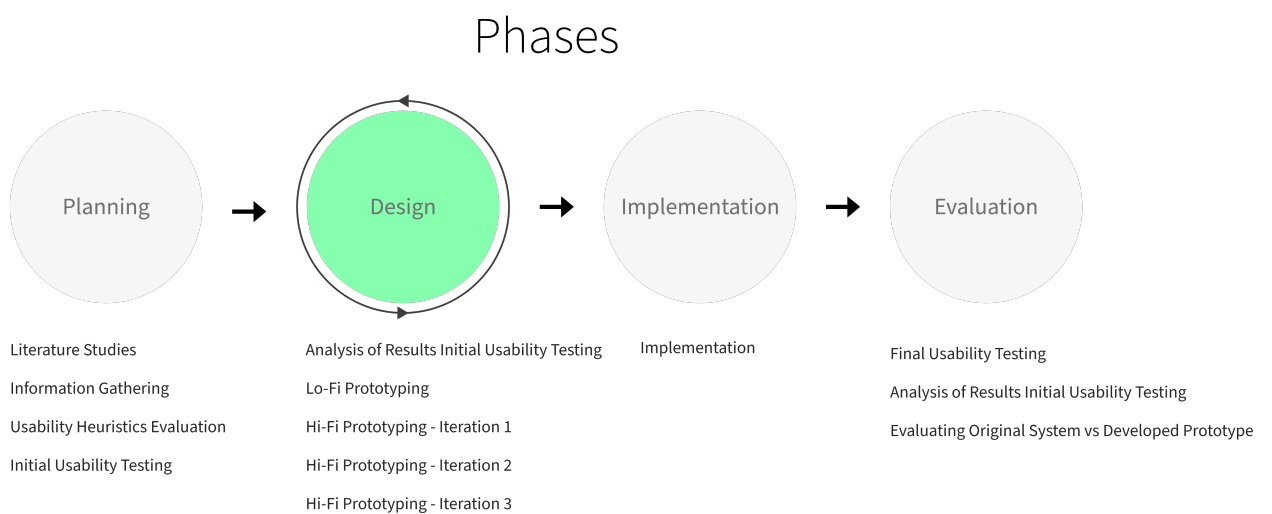 Phases
Planning
Design
Implementation
Evaluation
Literature Studies
Information Gathering
Usability Heuristics Evaluation
Initial Usability Testing
Analysis of Results Initial Usability Testing
Lo-Fi Prototyping
Hi-Fi Prototyping - Iteration 1
Hi-Fi Prototyping - Iteration 2
Hi-Fi Prototyping - Iteration 3
Implementation
Final Usability Testing
Analysis of Results Initial Usability Testing
Evaluating Original System vs Developed Prototype